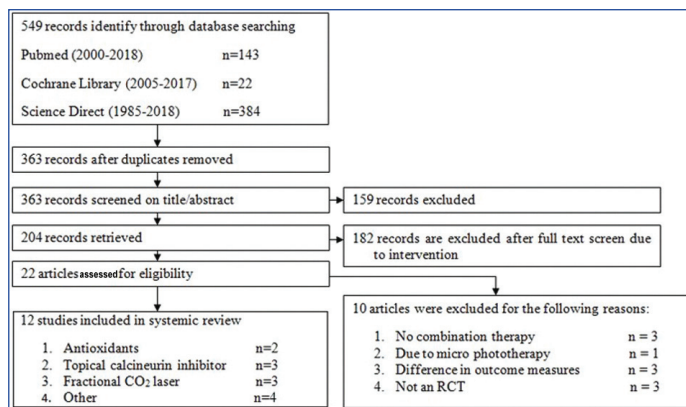 549 records identify through database searching
Pubmed (2000-2018) n=143
Cochrane Library (2005-2017) n=22
Science Direct (1985-2018) n=384
363 records after duplicates removed
363 records screened on title/abstract
159 records excluded
204 records retrieved
182 records are excluded after full text screen due
to intervention
22 articles assessed for eligibility
12 studies included in systemic review
1. Antioxidants n=2
2. Topical calcineurin inhibitor n=3
3. Fractional CO₂ laser n=3
4. Other n=4
10 articles were excluded for the following reasons:
1. No combination therapy n = 3
2. Due to micro phototherapy n = 1
3. Difference in outcome measures n = 3
4. Not an RCT n = 3